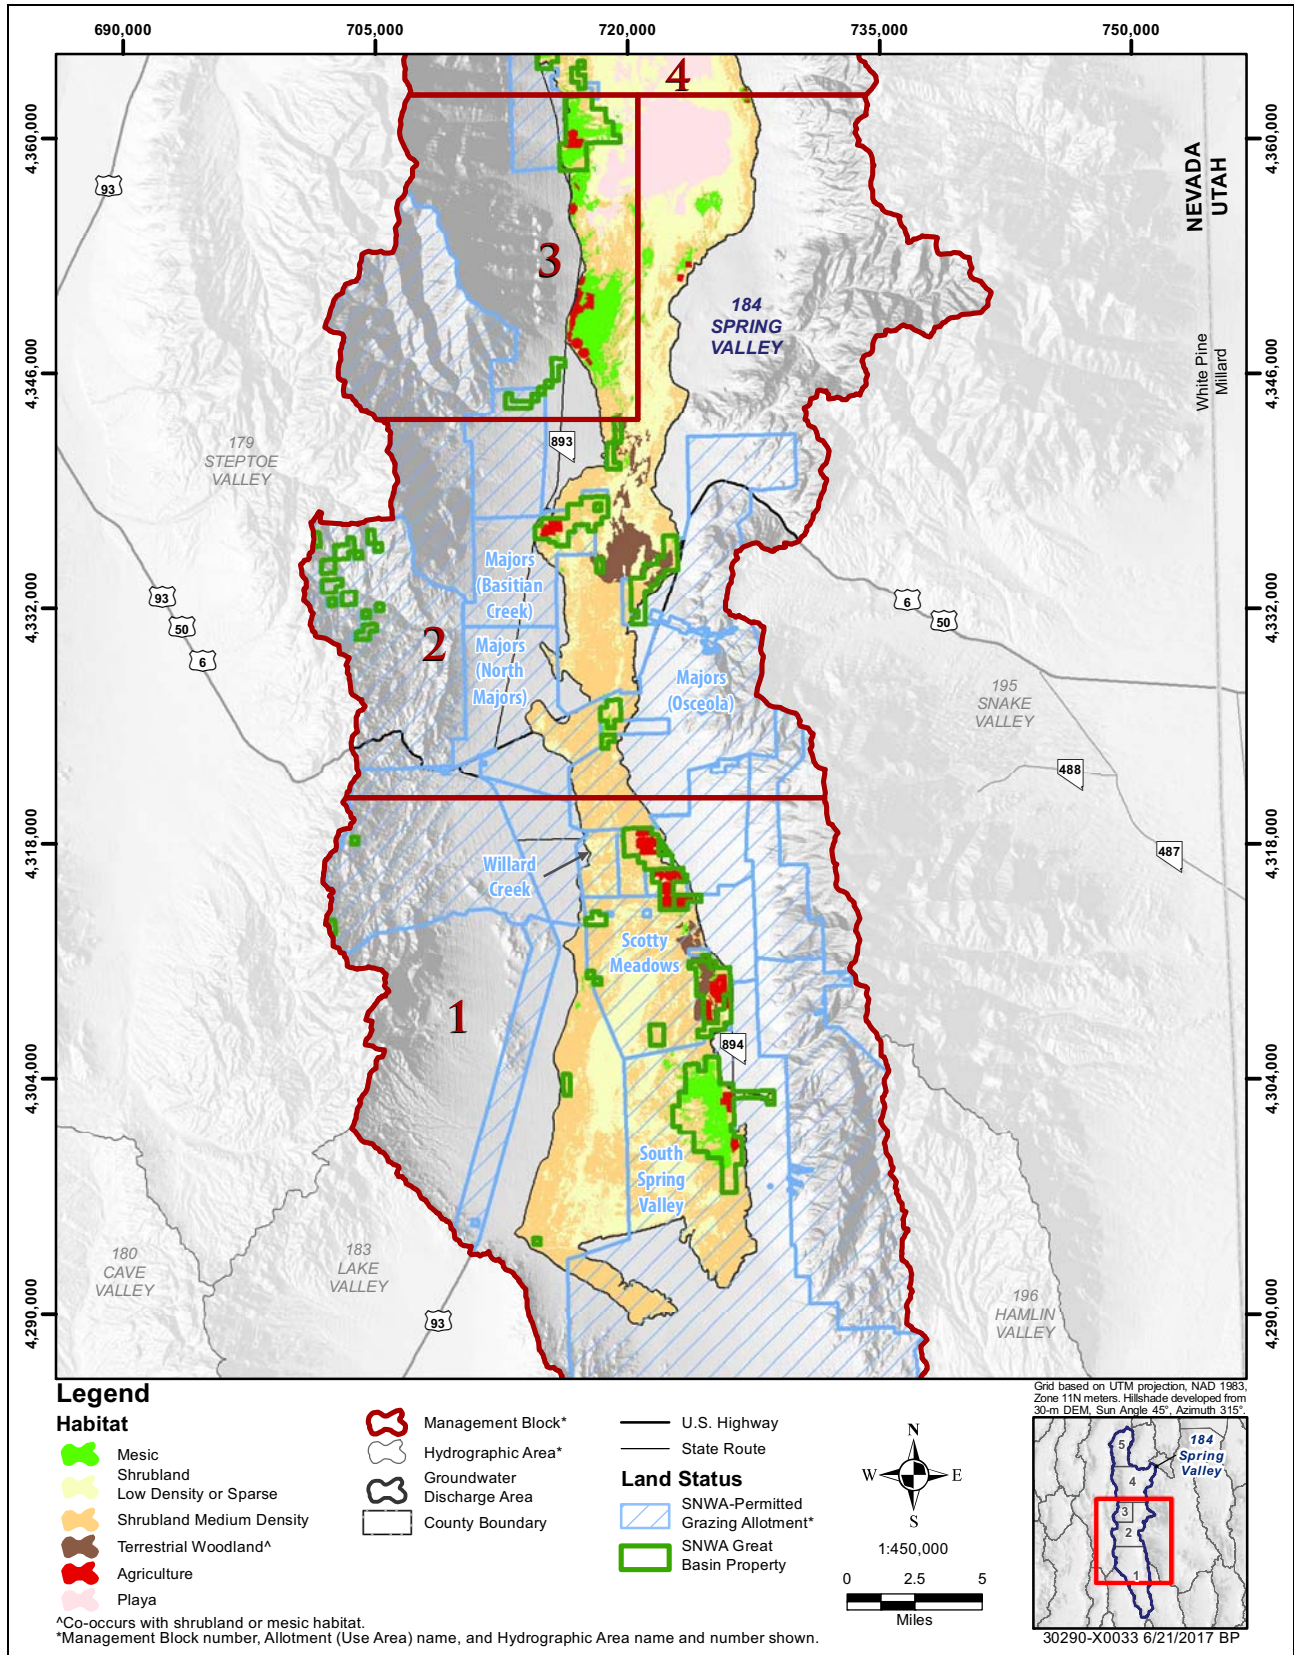 690,000
705,000
720,000
735,000
750,000
4,360,000
4,346,000
4,332,000
4,318,000
4,304,000
4,290,000
4,360,000
4,346,000
4,332,000
4,318,000
4,304,000
4,290,000
4
3
2
1
93
NEVADA
UTAH
White Pine
Millard
184
SPRING
VALLEY
179
STEPTOE
VALLEY
893
93
50
6
6
50
Majors
(Basitian
Creek)
Majors
(North
Majors)
Majors
(Osceola)
195
SNAKE
VALLEY
488
487
Willard
Creek
Scotty
Meadows
894
South
Spring
Valley
180
CAVE
VALLEY
183
LAKE
VALLEY
93
196
HAMLIN
VALLEY
Legend
Habitat
Mesic
Shrubland
Low Density or Sparse
Shrubland Medium Density
Terrestrial Woodland^
Agriculture
Playa
^Co-occurs with shrubland or mesic habitat.
*Management Block number, Allotment (Use Area) name, and Hydrographic Area name and number shown.
Management Block*
Hydrographic Area*
Groundwater
Discharge Area
County Boundary
U.S. Highway
State Route
Land Status
SNWA-Permitted
Grazing Allotment*
SNWA Great
Basin Property
N
W
E
S
1:450,000
0
2.5
5
Miles
Grid based on UTM projection, NAD 1983,
Zone 11N meters. Hillshade developed from
30-m DEM, Sun Angle 45°, Azimuth 315°.
184
Spring
Valley
5
4
3
2
1
30290-X0033 6/21/2017 BP